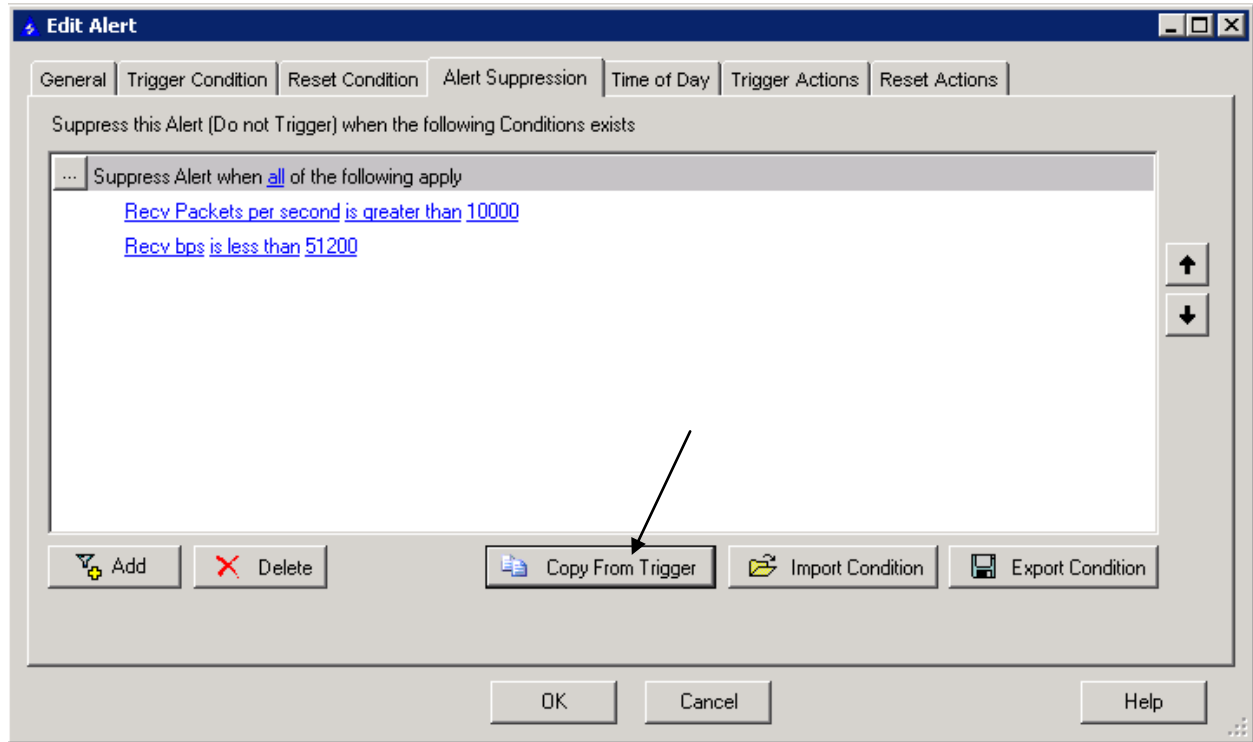 Edit Alert
General Trigger Condition Reset Condition Alert Suppression Time of Day Trigger Actions Reset Actions
Suppress this Alert (Do not Trigger) when the following Conditions exists
... Suppress Alert when all of the following apply
Recv Packets per second is greater than 10000
Recv bps is less than 51200
Add Delete Copy From Trigger Import Condition Export Condition
OK Cancel Help